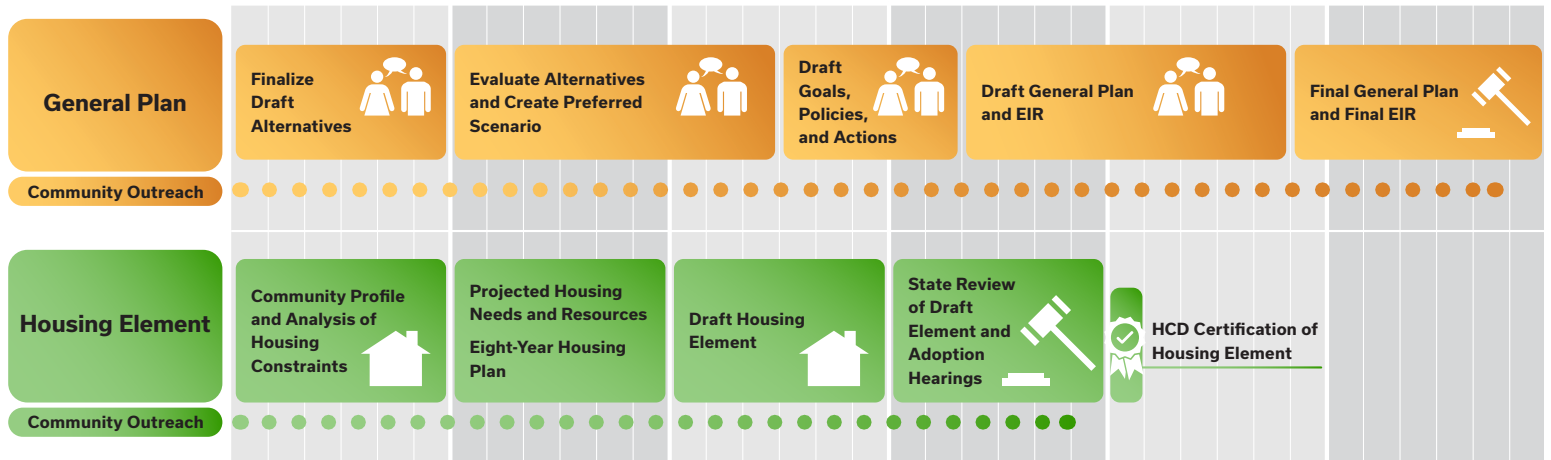 General Plan
Finalize
Draft
Alternatives
Evaluate Alternatives
and Create Preferred
Scenario
Draft
Goals,
Policies,
and Actions
Draft General Plan
and EIR
Final General Plan
and Final EIR
Community Outreach
Housing Element
Community Profile
and Analysis of
Housing
Constraints
Projected Housing
Needs and Resources
Eight-Year Housing
Plan
Draft Housing
Element
State Review
of Draft
Element and
Adoption
Hearings
HCD Certification of
Housing Element
Community Outreach